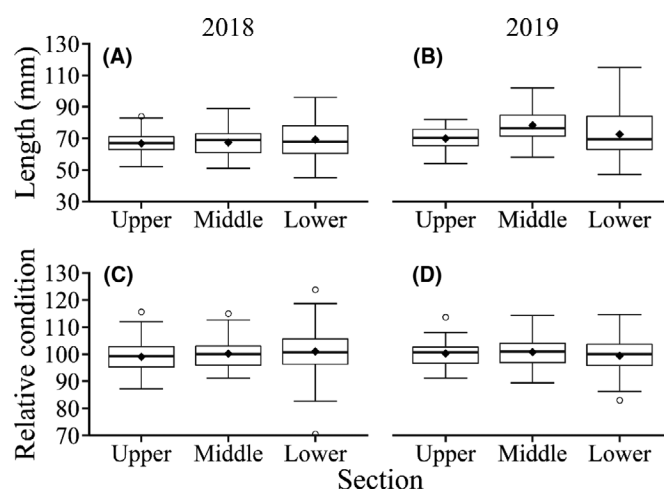 2018 2019
(A) (B)
Length (mm)
130
110
90
70
50
30
Upper Middle Lower Upper Middle Lower
(C) (D)
Relative condition
130
120
110
100
90
80
70
Upper Middle Lower Upper Middle Lower
Section